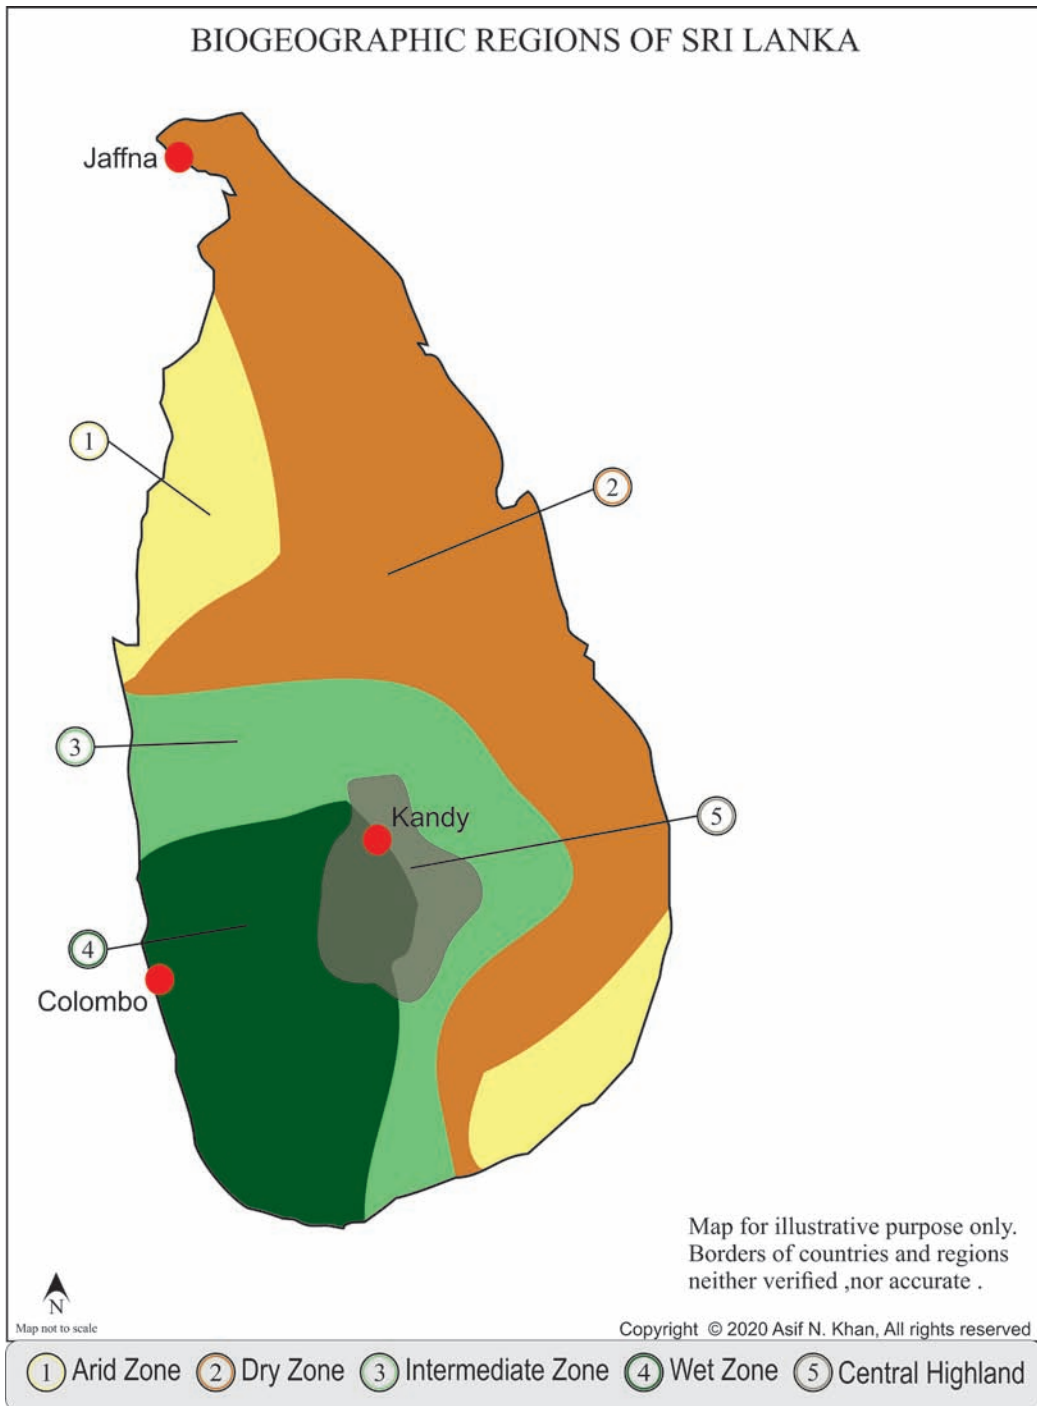 BIOGEOGRAPHIC REGIONS OF SRI LANKA
Jaffna
1
2
3
Kandy
5
4
Colombo
Map for illustrative purpose only.
Borders of countries and regions
neither verified ,nor accurate .
N
Map not to scale
Copyright © 2020 Asif N. Khan, All rights reserved
1 Arid Zone 2 Dry Zone 3 Intermediate Zone 4 Wet Zone 5 Central Highland